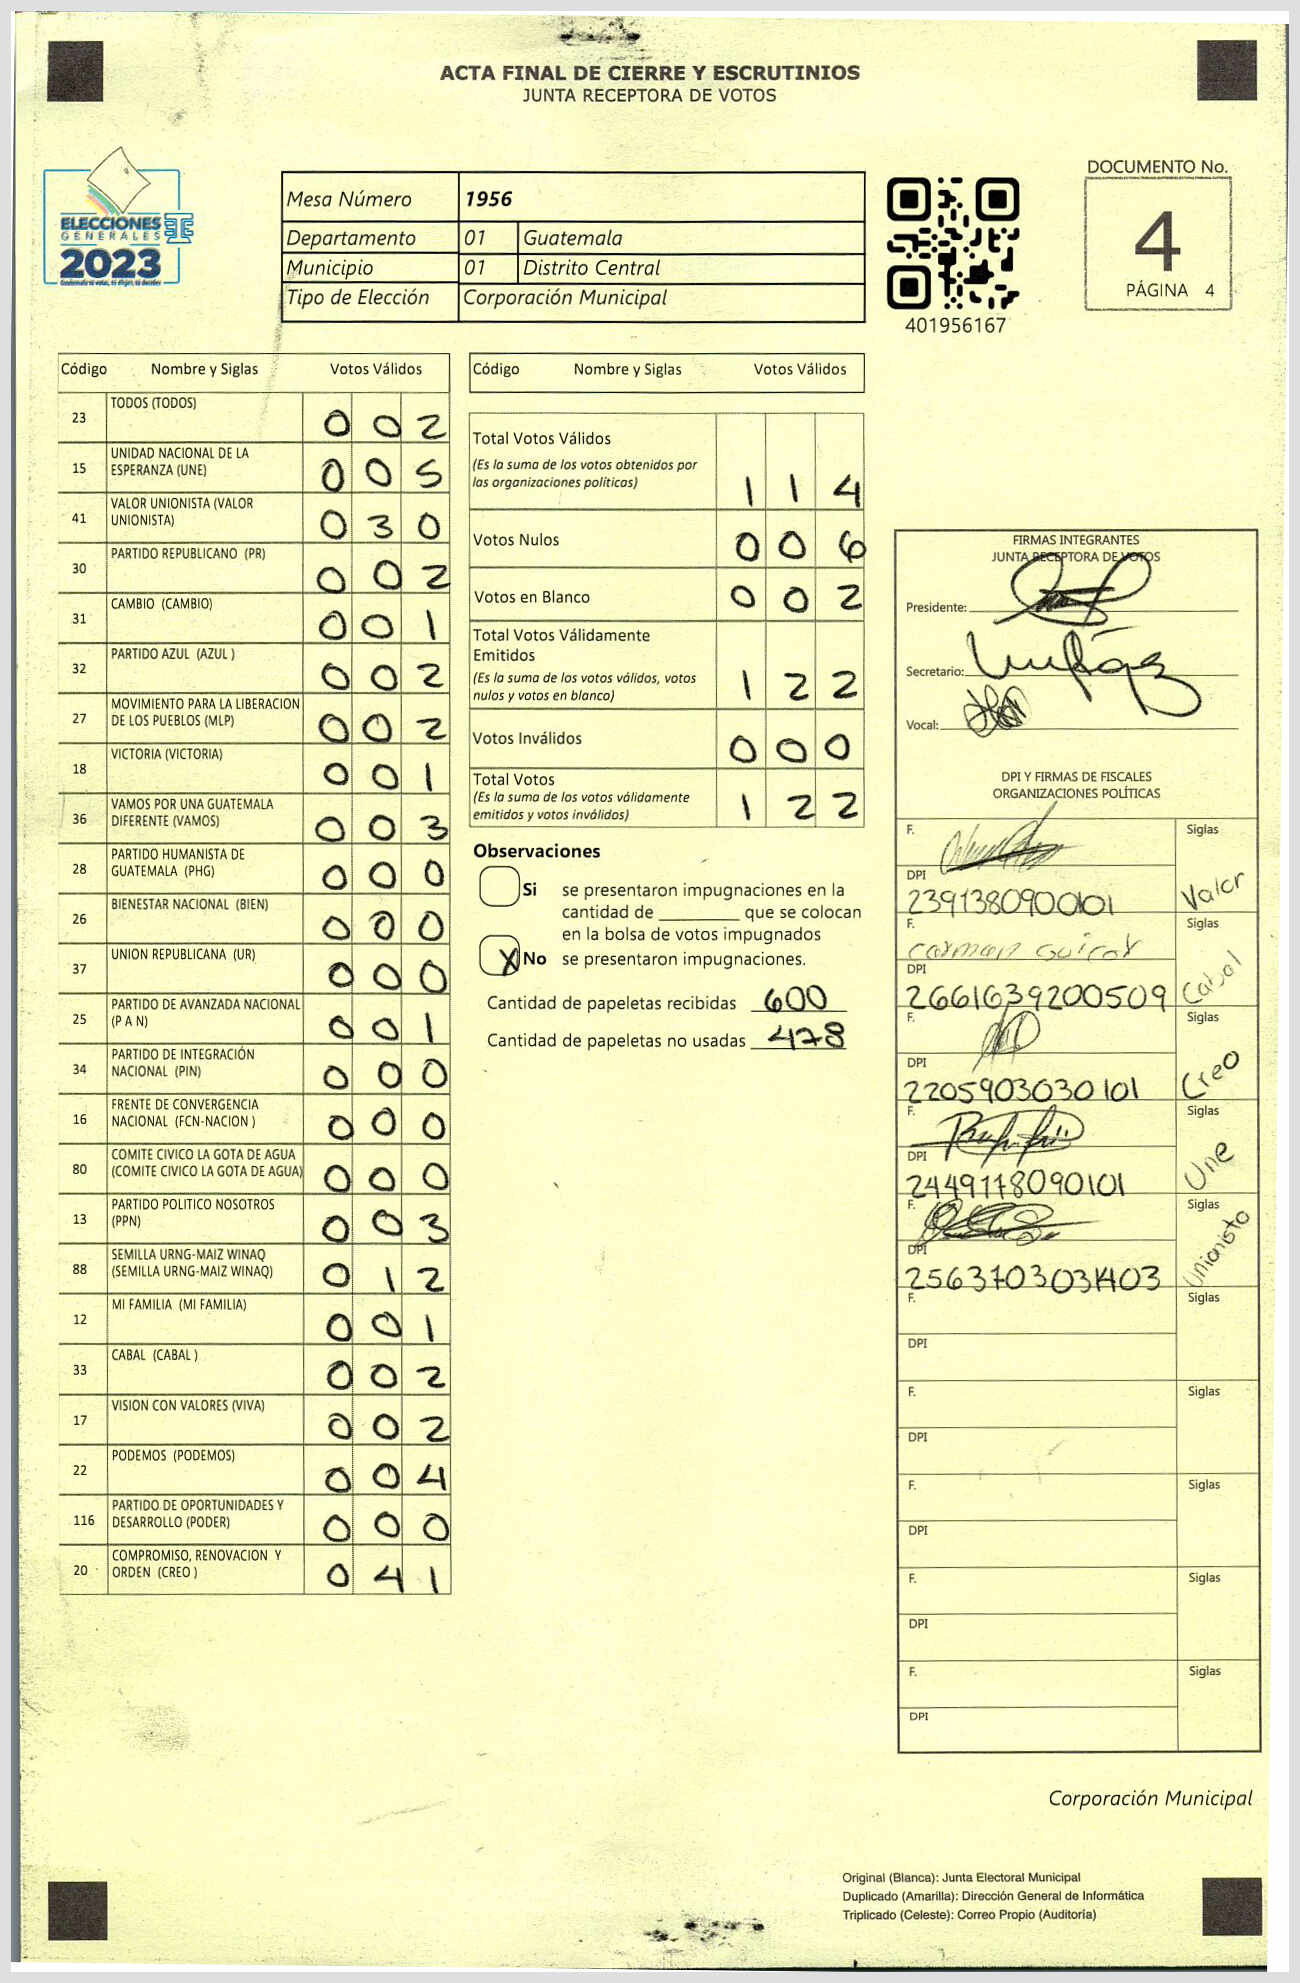 ACTA FINAL DE CIERRE Y ESCRUTINIOS
JUNTA RECEPTORA DE VOTOS
ELECCIONES
GENERALES
2023
Mesa Número 1956
Departamento 01 Guatemala
Municipio 01 Distrito Central
Tipo de Elección Corporación Municipal
401956167
DOCUMENTO No.
4
PÁGINA 4
Código Nombre y Siglas Votos Válidos
23 TODOS (TODOS) 0 0 2
15 UNIDAD NACIONAL DE LA
ESPERANZA (UNE) 0 0 5
41 VALOR UNIONISTA (VALOR
UNIONISTA) 0 3 0
30 PARTIDO REPUBLICANO (PR) 0 0 2
31 CAMBIO (CAMBIO) 0 0 1
32 PARTIDO AZUL (AZUL ) 0 0 2
27 MOVIMIENTO PARA LA LIBERACION
DE LOS PUEBLOS (MLP) 0 0 2
18 VICTORIA (VICTORIA) 0 0 1
36 VAMOS POR UNA GUATEMALA
DIFERENTE (VAMOS) 0 0 3
28 PARTIDO HUMANISTA DE
GUATEMALA (PHG) 0 0 0
26 BIENESTAR NACIONAL (BIEN) 0 0 0
37 UNION REPUBLICANA (UR) 0 0 0
25 PARTIDO DE AVANZADA NACIONAL
(P A N) 0 0 1
34 PARTIDO DE INTEGRACIÓN
NACIONAL (PIN) 0 0 0
16 FRENTE DE CONVERGENCIA
NACIONAL (FCN-NACION ) 0 0 0
80 COMITE CIVICO LA GOTA DE AGUA
(COMITE CIVICO LA GOTA DE AGUA) 0 0 0
13 PARTIDO POLITICO NOSOTROS
(PPN) 0 0 3
88 SEMILLA URNG-MAIZ WINAQ
(SEMILLA URNG-MAIZ WINAQ) 0 1 2
12 MI FAMILIA (MI FAMILIA) 0 0 1
33 CABAL (CABAL ) 0 0 2
17 VISION CON VALORES (VIVA) 0 0 2
22 PODEMOS (PODEMOS) 0 0 4
116 PARTIDO DE OPORTUNIDADES Y
DESARROLLO (PODER) 0 0 0
20 COMPROMISO, RENOVACION Y
ORDEN (CREO ) 0 4 1
Código Nombre y Siglas Votos Válidos
Total Votos Válidos
(Es la suma de los votos obtenidos por
las organizaciones políticas) 1 1 4
Votos Nulos 0 0 6
Votos en Blanco 0 0 2
Total Votos Válidamente
Emitidos
(Es la suma de los votos válidos, votos
nulos y votos en blanco) 1 2 2
Votos Inválidos 0 0 0
Total Votos
(Es la suma de los votos válidamente
emitidos y votos inválidos) 1 2 2
Observaciones
Si se presentaron impugnaciones en la
cantidad de ________ que se colocan
en la bolsa de votos impugnados
X No se presentaron impugnaciones.
Cantidad de papeletas recibidas 600
Cantidad de papeletas no usadas 478
FIRMAS INTEGRANTES
JUNTA RECEPTORA DE VOTOS
Presidente:
Secretario:
Vocal:
DPI Y FIRMAS DE FISCALES
ORGANIZACIONES POLÍTICAS
F. Siglas
DPI
2391380900101 Valor
F. Carmen Siglas
DPI
2661639200509 Cabal
F. Siglas
DPI
2205903030101 Creo
F. Siglas
DPI
2449178090101 Une
F. Siglas
DPI
2563703031403 Unionista
F. Siglas
DPI
F. Siglas
DPI
F. Siglas
DPI
F. Siglas
DPI
F. Siglas
DPI
Corporación Municipal
Original (Blanca): Junta Electoral Municipal
Duplicado (Amarilla): Dirección General de Informática
Triplicado (Celeste): Correo Propio (Auditoría)